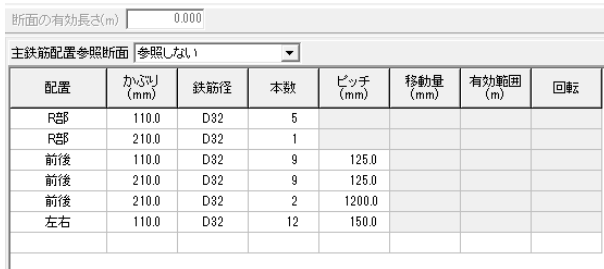 断面の有効長さ(m) 0.000
主鉄筋配置参照断面 参照しない
配置 かぶり(mm) 鉄筋径 本数 ピッチ(mm) 移動量(mm) 有効範囲(m) 回転
R部 110.0 D32 5
R部 210.0 D32 1
前後 110.0 D32 9 125.0
前後 210.0 D32 9 125.0
前後 210.0 D32 2 1200.0
左右 110.0 D32 12 150.0